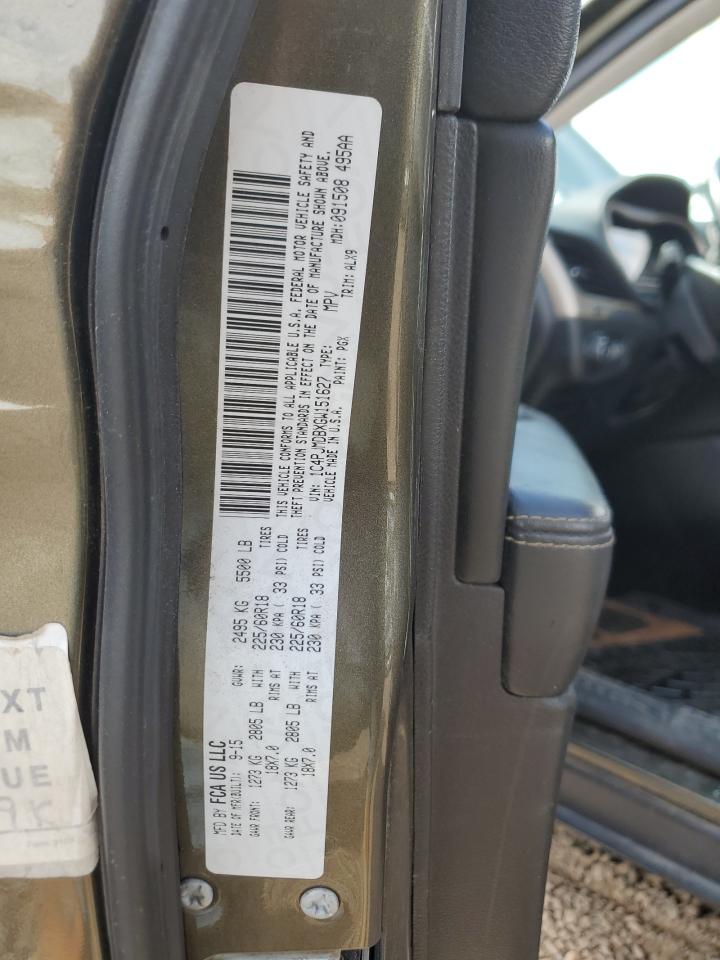 MFD BY FCA US LLC
DATE OF MFR(BUILT): 9-15 GVWR: 2495 KG 5500 LB
GAWR FRONT: 1273 KG 2805 LB WITH 225/60R18 TIRES
18X7.0 RIMS AT 230 KPA ( 33 PSI) COLD
GAWR REAR: 1273 KG 2805 LB WITH 225/60R18 TIRES
18X7.0 RIMS AT 230 KPA ( 33 PSI) COLD
THIS VEHICLE CONFORMS TO ALL APPLICABLE U.S.A. FEDERAL MOTOR VEHICLE SAFETY AND
THEFT PREVENTION STANDARDS IN EFFECT ON THE DATE OF MANUFACTURE SHOWN ABOVE.
VIN: 1C4PJMDBXGW151627 TYPE: MPV MDH:091508 495AA
VEHICLE MADE IN U.S.A. PAINT: PGX TRIM: ALX9
XT
M
UE
9K